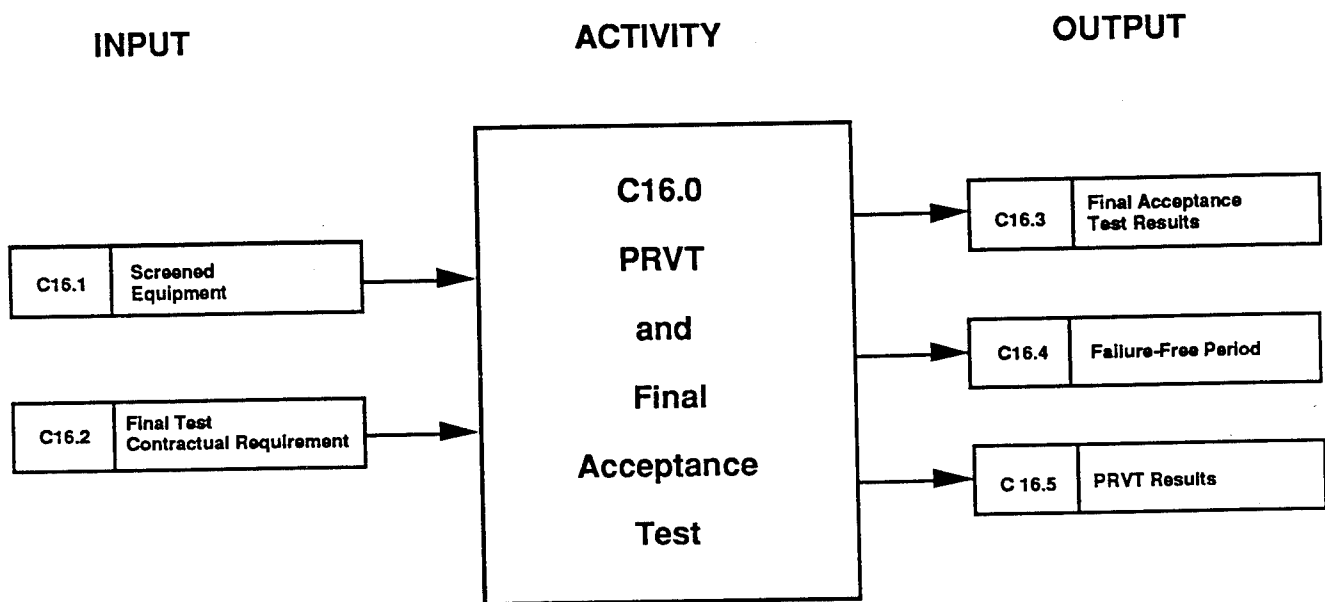 INPUT
ACTIVITY
OUTPUT
C16.1
Screened
Equipment
C16.2
Final Test
Contractual Requirement
C16.0
PRVT
and
Final
Acceptance
Test
C16.3
Final Acceptance
Test Results
C16.4
Failure-Free Period
C 16.5
PRVT Results